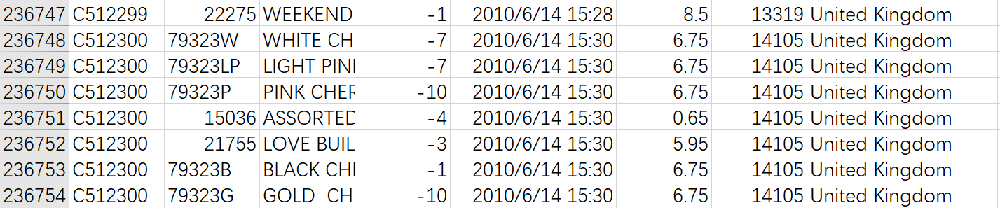 236747 C512299 22275 WEEKEND -1 2010/6/14 15:28 8.5 13319 United Kingdom
236748 C512300 79323W WHITE CH -7 2010/6/14 15:30 6.75 14105 United Kingdom
236749 C512300 79323LP LIGHT PIN -7 2010/6/14 15:30 6.75 14105 United Kingdom
236750 C512300 79323P PINK CHER -10 2010/6/14 15:30 6.75 14105 United Kingdom
236751 C512300 15036 ASSORTED -4 2010/6/14 15:30 0.65 14105 United Kingdom
236752 C512300 21755 LOVE BUIL -3 2010/6/14 15:30 5.95 14105 United Kingdom
236753 C512300 79323B BLACK CH -1 2010/6/14 15:30 6.75 14105 United Kingdom
236754 C512300 79323G GOLD  CH -10 2010/6/14 15:30 6.75 14105 United Kingdom